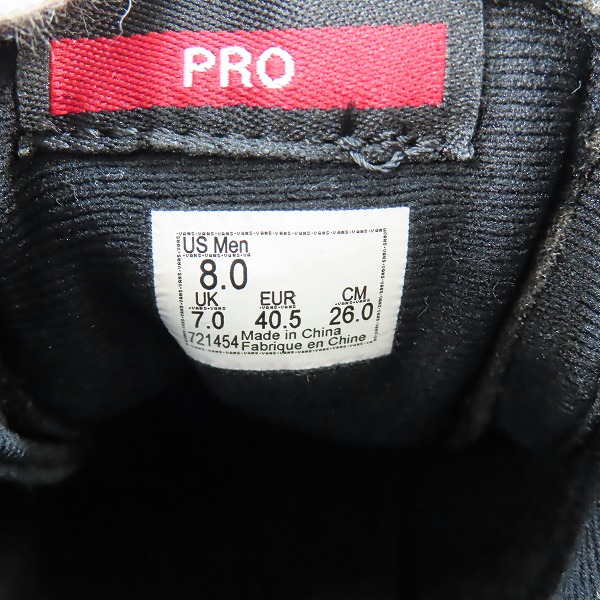 PRO
US Men
8.0
UK EUR CM
7.0 40.5 26.0
721454 Made in China
Fabrique en Chine